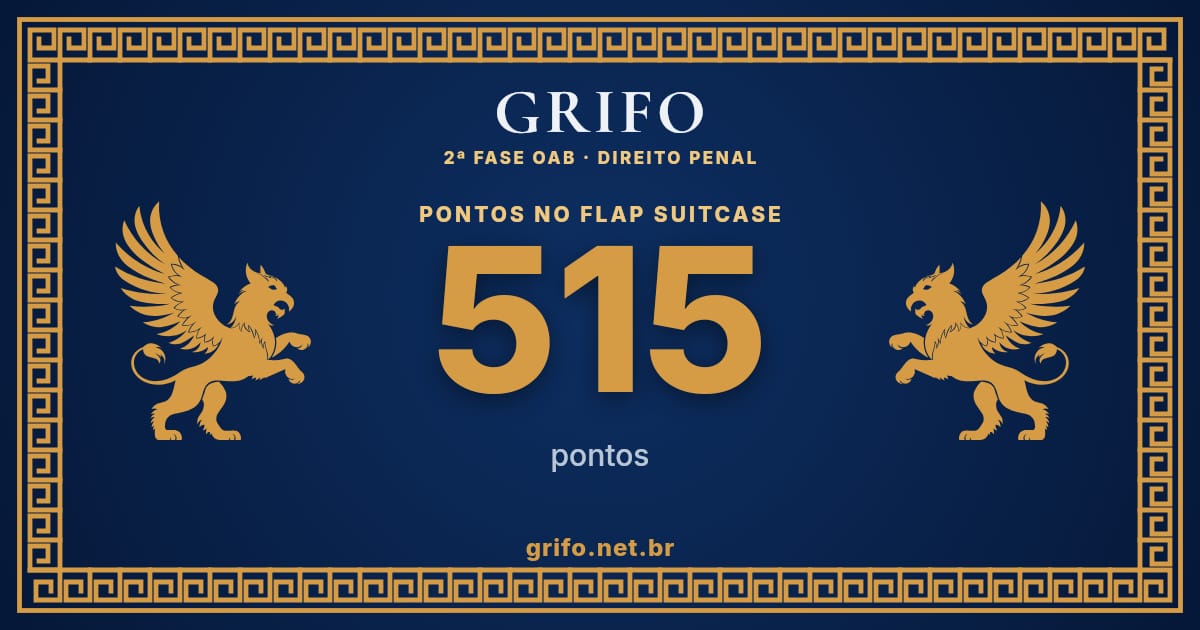 GRIFO
2ª FASE OAB · DIREITO PENAL
PONTOS NO FLAP SUITCASE
515
pontos
grifo.net.br